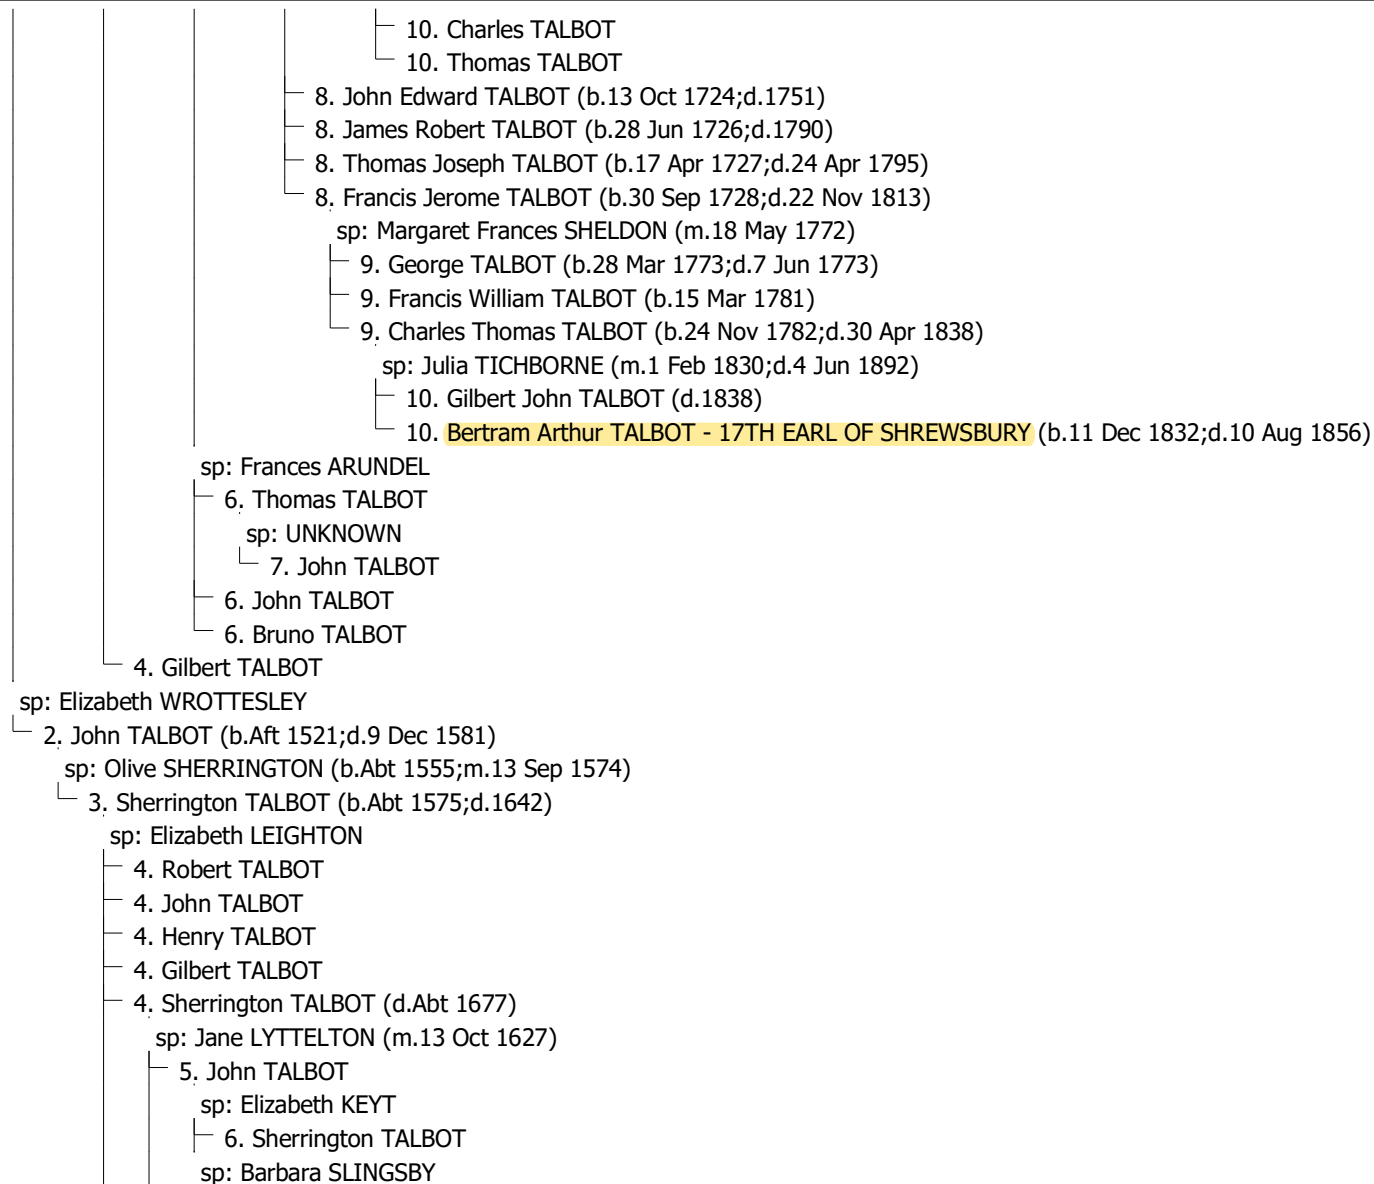 10. Charles TALBOT
10. Thomas TALBOT
8. John Edward TALBOT (b.13 Oct 1724;d.1751)
8. James Robert TALBOT (b.28 Jun 1726;d.1790)
8. Thomas Joseph TALBOT (b.17 Apr 1727;d.24 Apr 1795)
8. Francis Jerome TALBOT (b.30 Sep 1728;d.22 Nov 1813)
sp: Margaret Frances SHELDON (m.18 May 1772)
9. George TALBOT (b.28 Mar 1773;d.7 Jun 1773)
9. Francis William TALBOT (b.15 Mar 1781)
9. Charles Thomas TALBOT (b.24 Nov 1782;d.30 Apr 1838)
sp: Julia TICHBORNE (m.1 Feb 1830;d.4 Jun 1892)
10. Gilbert John TALBOT (d.1838)
10. Bertram Arthur TALBOT - 17TH EARL OF SHREWSBURY (b.11 Dec 1832;d.10 Aug 1856)
sp: Frances ARUNDEL
6. Thomas TALBOT
sp: UNKNOWN
7. John TALBOT
6. John TALBOT
6. Bruno TALBOT
4. Gilbert TALBOT
sp: Elizabeth WROTTESLEY
2. John TALBOT (b.Aft 1521;d.9 Dec 1581)
sp: Olive SHERRINGTON (b.Abt 1555;m.13 Sep 1574)
3. Sherrington TALBOT (b.Abt 1575;d.1642)
sp: Elizabeth LEIGHTON
4. Robert TALBOT
4. John TALBOT
4. Henry TALBOT
4. Gilbert TALBOT
4. Sherrington TALBOT (d.Abt 1677)
sp: Jane LYTTELTON (m.13 Oct 1627)
5. John TALBOT
sp: Elizabeth KEYT
6. Sherrington TALBOT
sp: Barbara SLINGSBY